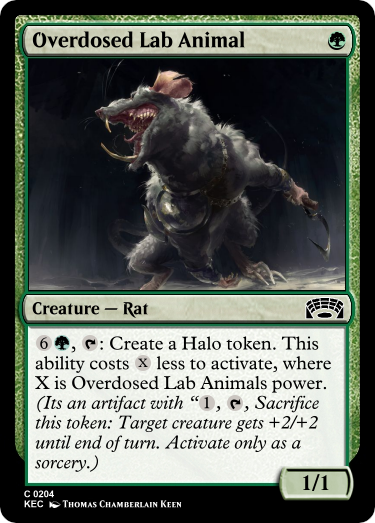 Overdosed Lab Animal
Creature — Rat
6, : Create a Halo token. This
ability costs X less to activate, where
X is Overdosed Lab Animals power.
(Its an artifact with “1, , Sacrifice
this token: Target creature gets +2/+2
until end of turn. Activate only as
a sorcery.)
1/1
C 0204
KEC Thomas Chamberlain Keen